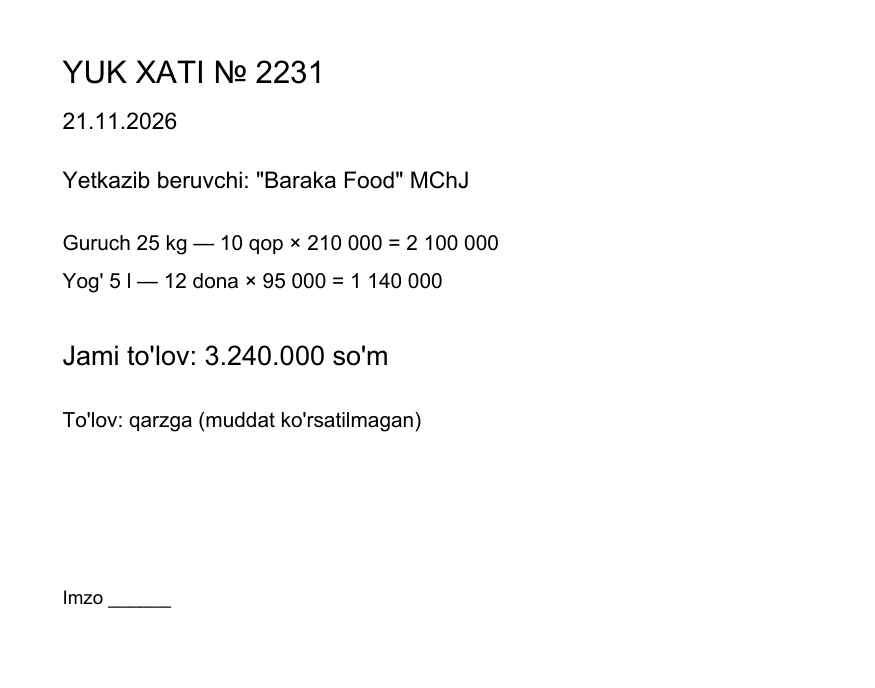 YUK XATI № 2231
21.11.2026
Yetkazib beruvchi: "Baraka Food" MChJ
Guruch 25 kg — 10 qop × 210 000 = 2 100 000
Yog' 5 l — 12 dona × 95 000 = 1 140 000
Jami to'lov: 3.240.000 so'm
To'lov: qarzga (muddat ko'rsatilmagan)
Imzo ______